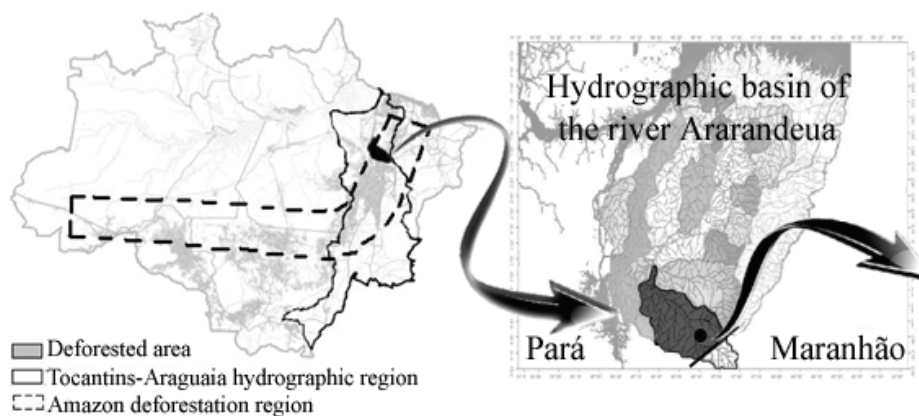 Hydrographic basin of
the river Ararandeua
Pará
Maranhão
Deforested area
Tocantins-Araguaia hydrographic region
Amazon deforestation region